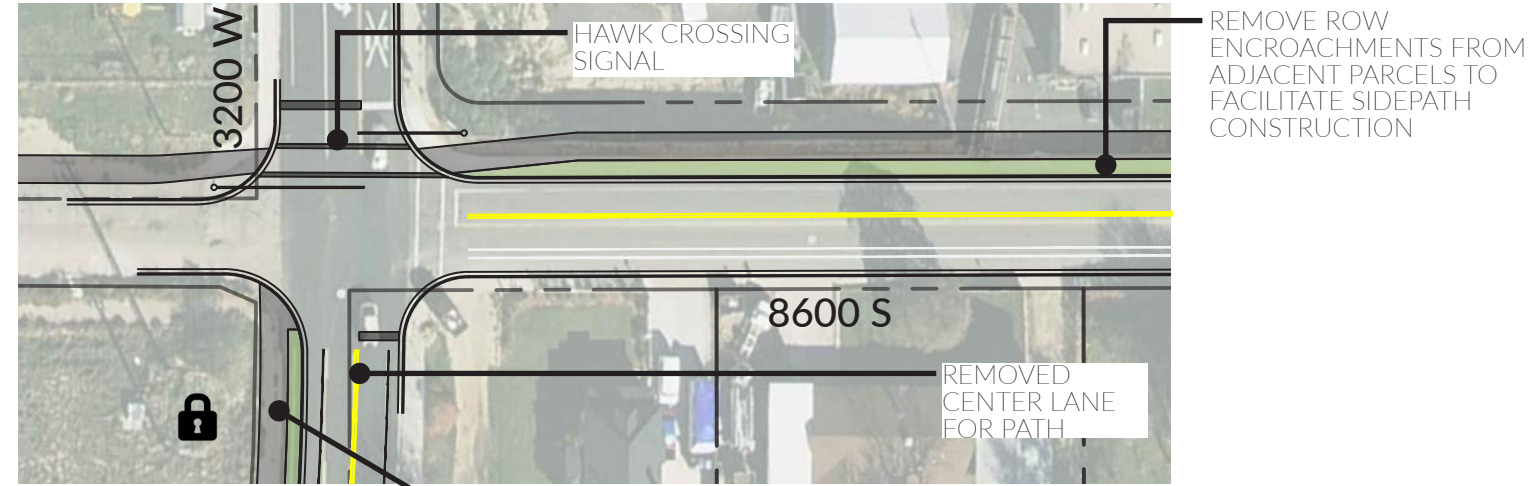 3200 W
HAWK CROSSING
SIGNAL
REMOVE ROW
ENCROACHMENTS FROM
ADJACENT PARCELS TO
FACILITATE SIDEPATH
CONSTRUCTION
8600 S
REMOVED
CENTER LANE
FOR PATH